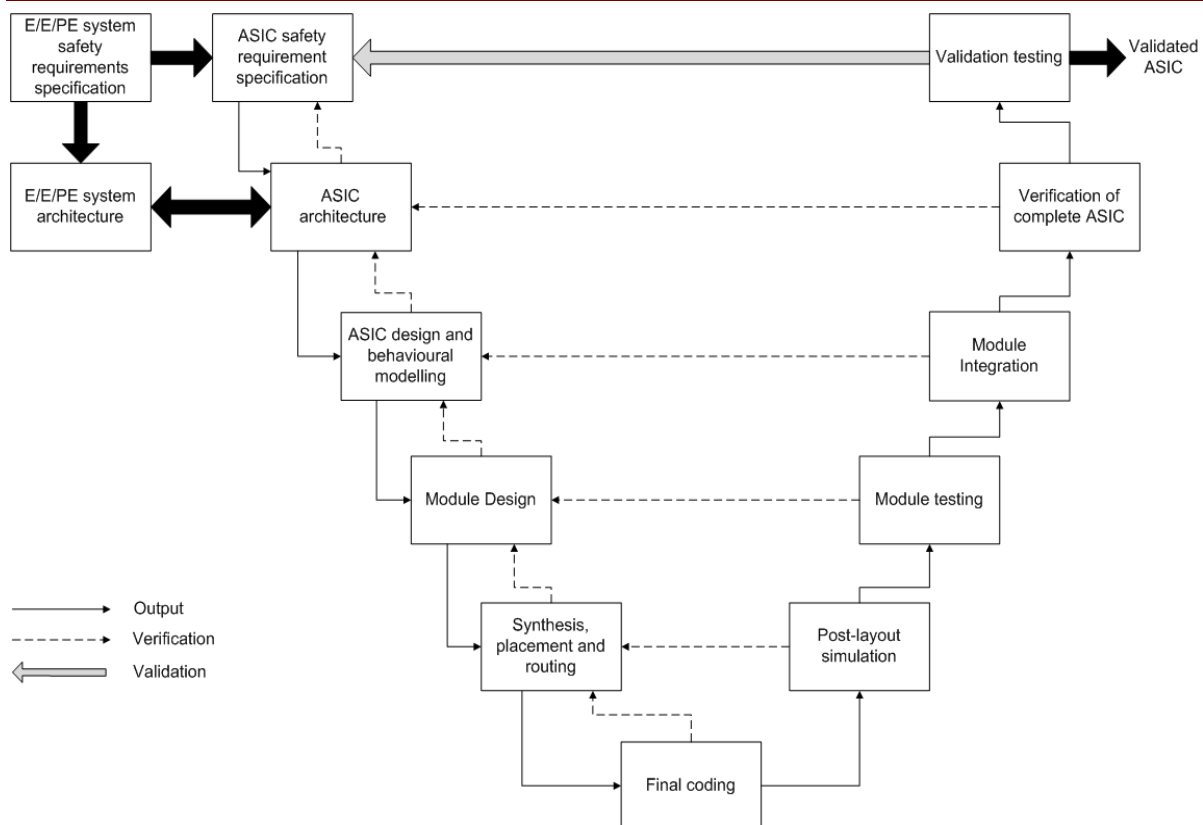 E/E/PE system
safety
requirements
specification
ASIC safety
requirement
specification
Validation testing
Validated
ASIC
E/E/PE system
architecture
ASIC
architecture
Verification of
complete ASIC
ASIC design and
behavioural
modelling
Module
Integration
Module Design
Module testing
Output
Verification
Validation
Synthesis,
placement and
routing
Post-layout
simulation
Final coding